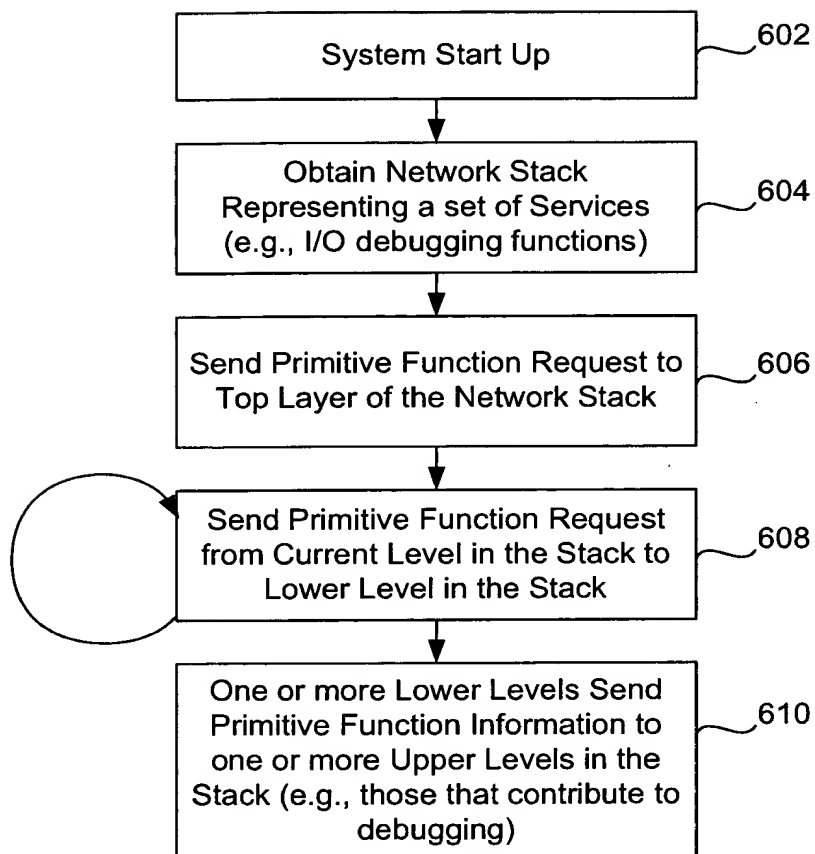 System Start Up
602
Obtain Network Stack
Representing a set of Services
(e.g., I/O debugging functions)
604
Send Primitive Function Request to
Top Layer of the Network Stack
606
Send Primitive Function Request
from Current Level in the Stack to
Lower Level in the Stack
608
One or more Lower Levels Send
Primitive Function Information to
one or more Upper Levels in the
Stack (e.g., those that contribute to
debugging)
610